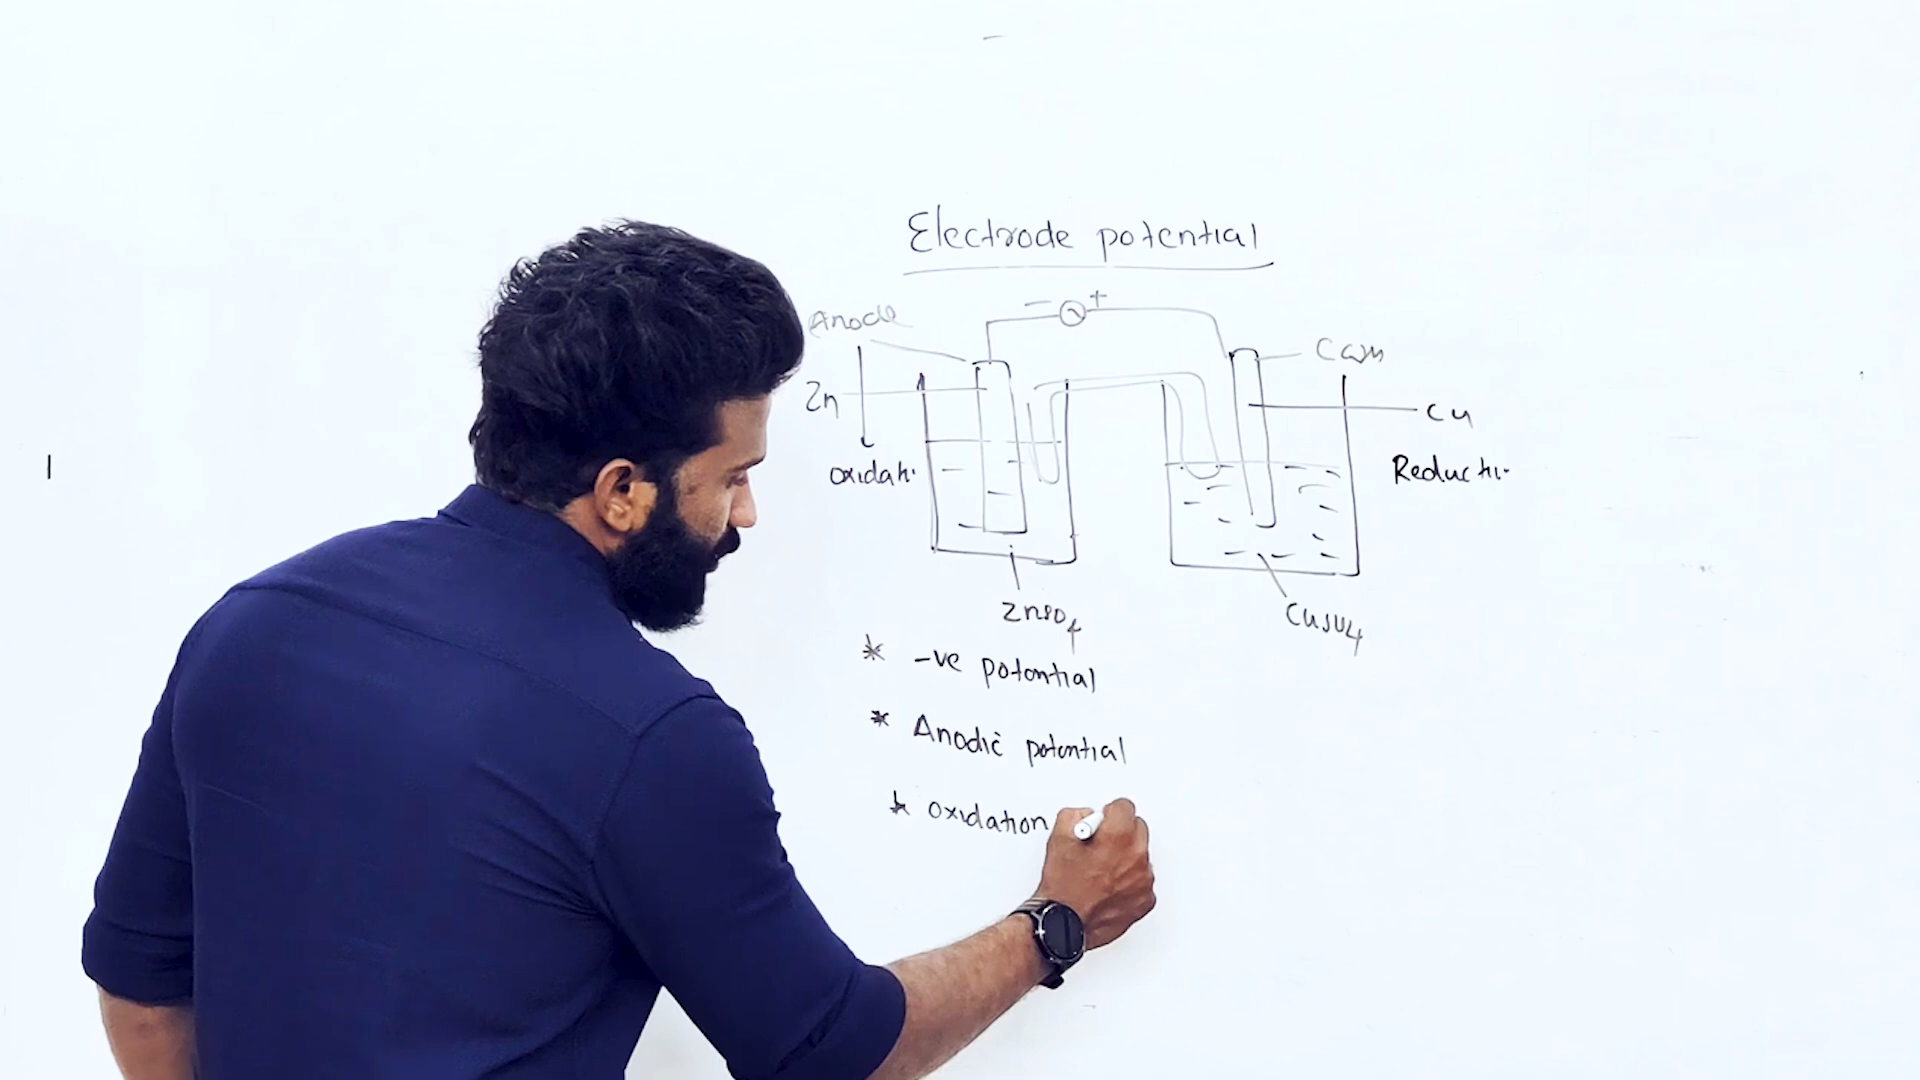 Electrode potential
- +
Anode
Zn
Cu
oxidati.
Reducti.
ZnSO4
CuSO4
* -ve potential
* Anodic potential
* oxidation